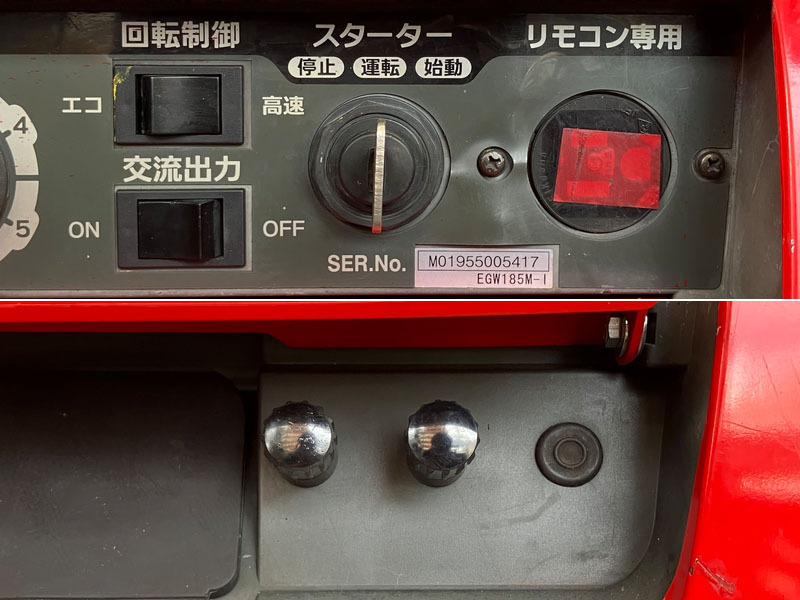 回転制御
スターター
リモコン専用
停止 運転 始動
エコ
高速
4
交流出力
5
ON
OFF
SER.No.
M01955005417
EGW185M-I